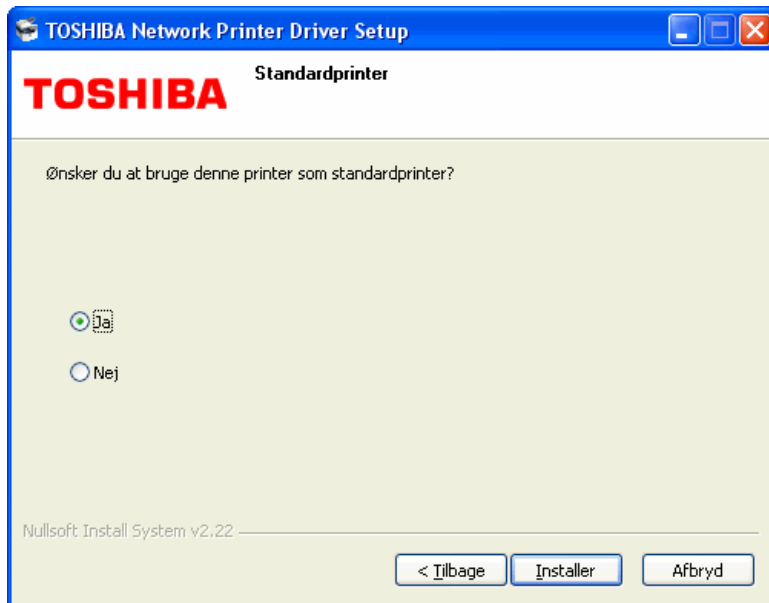 TOSHIBA Network Printer Driver Setup
TOSHIBA
Standardprinter
Ønsker du at bruge denne printer som standardprinter?
Ja
Nej
Nullsoft Install System v2.22
< Tilbage
Installer
Afbryd